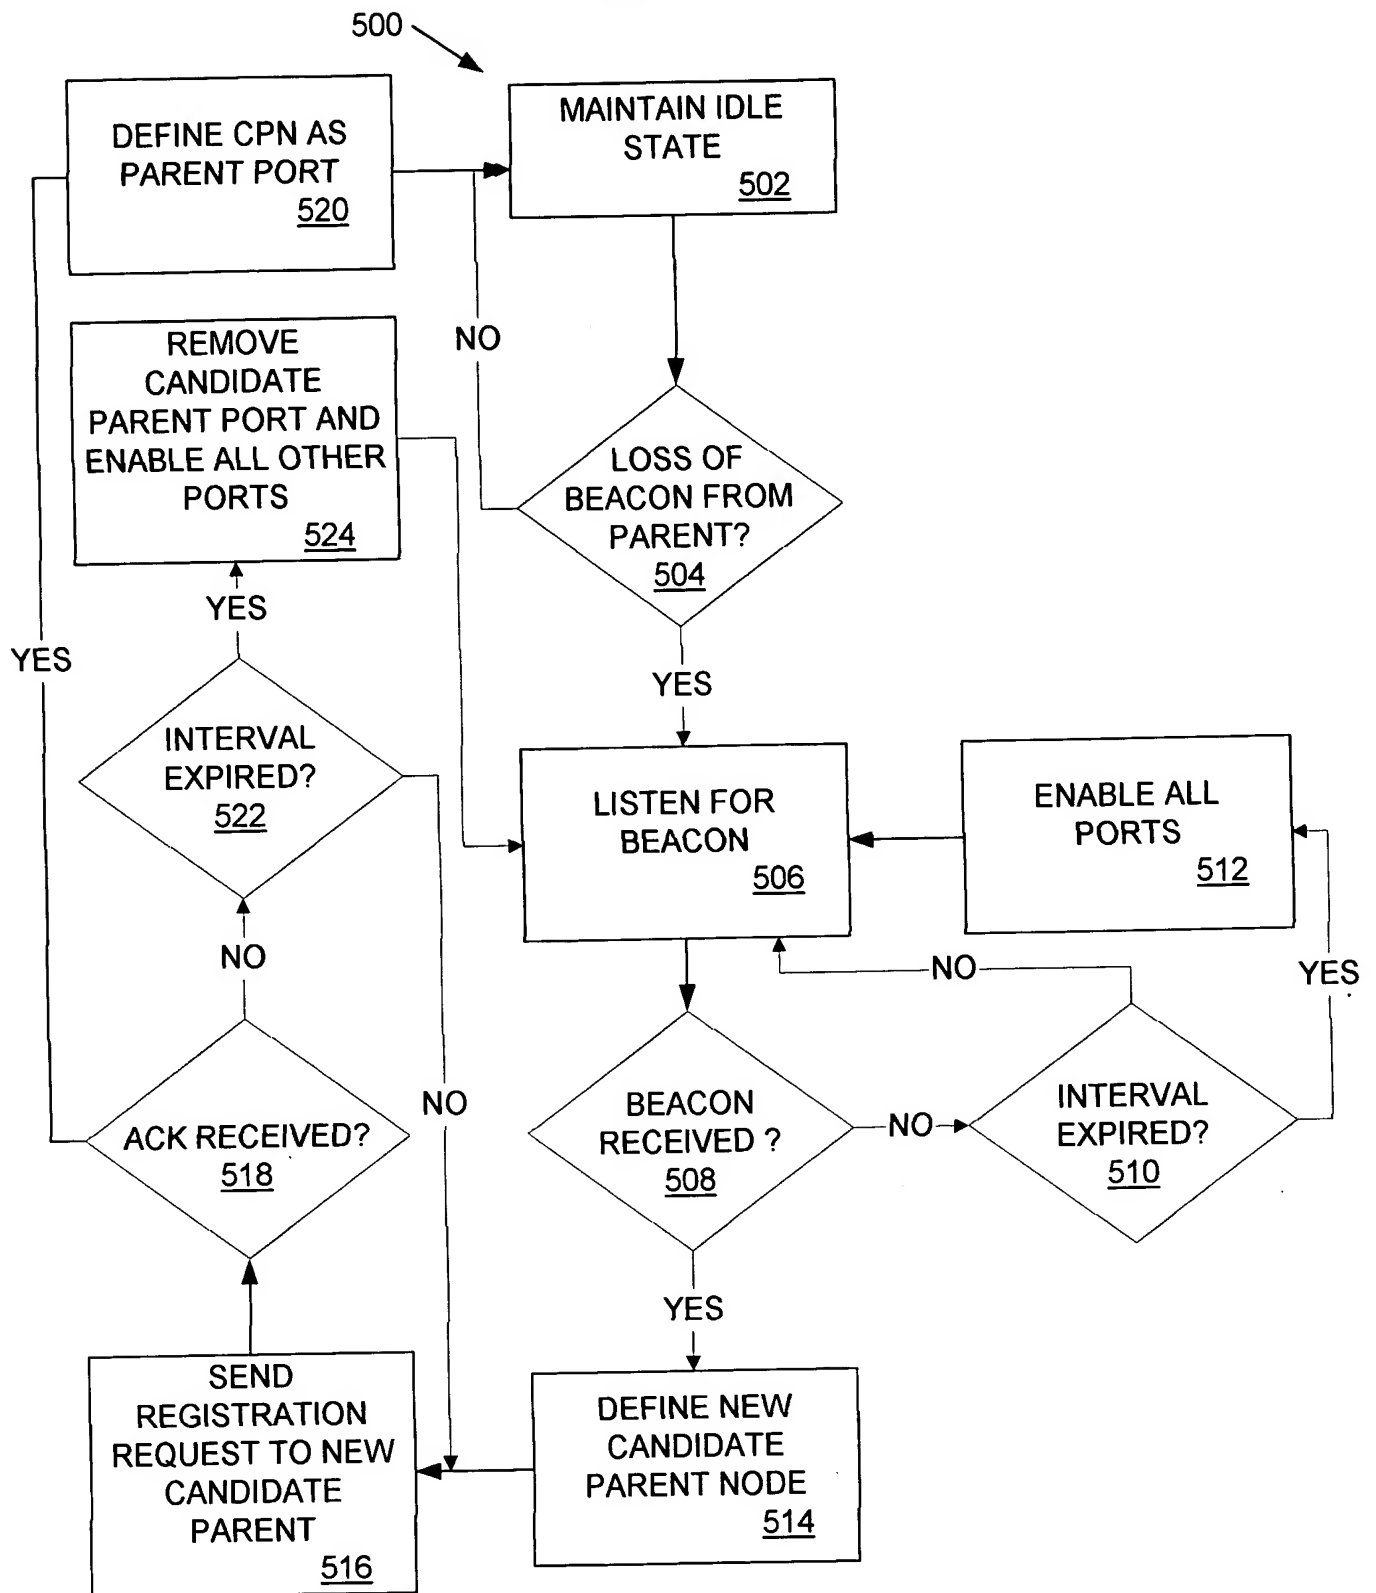 500
DEFINE CPN AS
PARENT PORT
520
MAINTAIN IDLE
STATE
502
NO
REMOVE
CANDIDATE
PARENT PORT AND
ENABLE ALL OTHER
PORTS
524
LOSS OF
BEACON FROM
PARENT?
504
YES
YES
YES
INTERVAL
EXPIRED?
522
LISTEN FOR
BEACON
506
ENABLE ALL
PORTS
512
NO
NO
YES
NO
ACK RECEIVED?
518
BEACON
RECEIVED ?
508
NO
INTERVAL
EXPIRED?
510
YES
SEND
REGISTRATION
REQUEST TO NEW
CANDIDATE
PARENT
516
DEFINE NEW
CANDIDATE
PARENT NODE
514